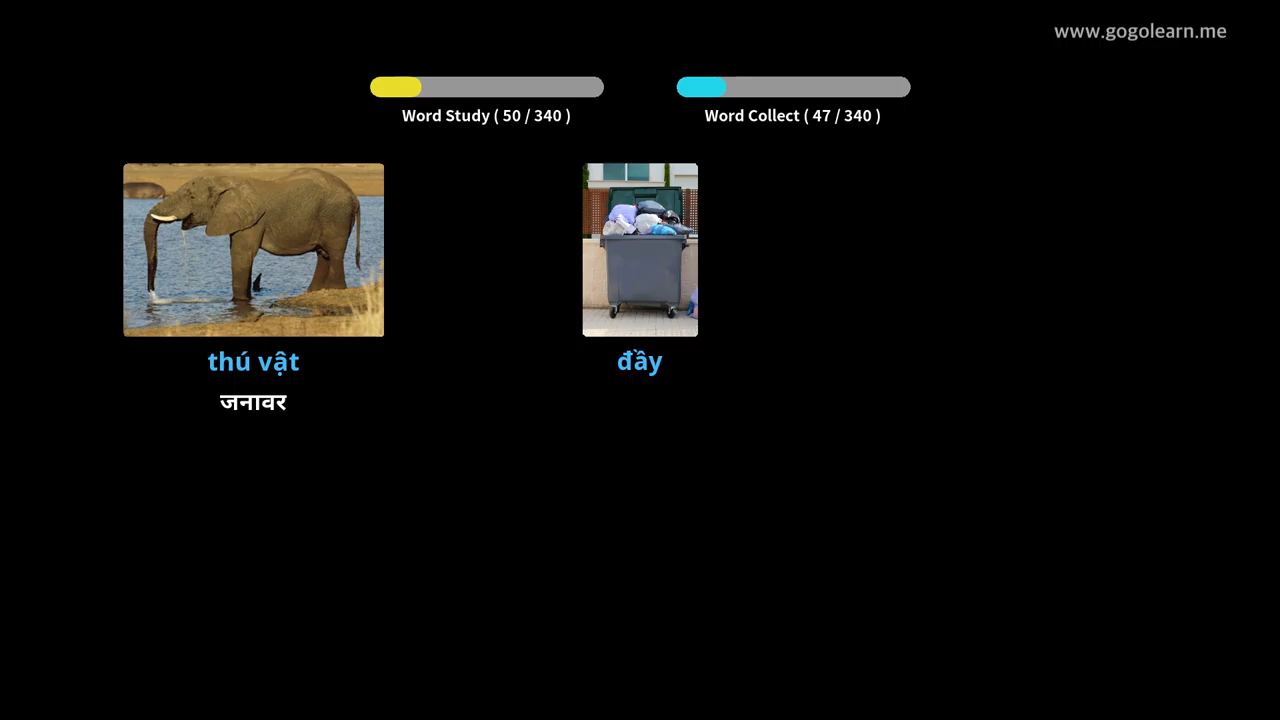 www.gogolearn.me
Word Study ( 50 / 340 )
Word Collect ( 47 / 340 )
thú vật
đầy
जनावर